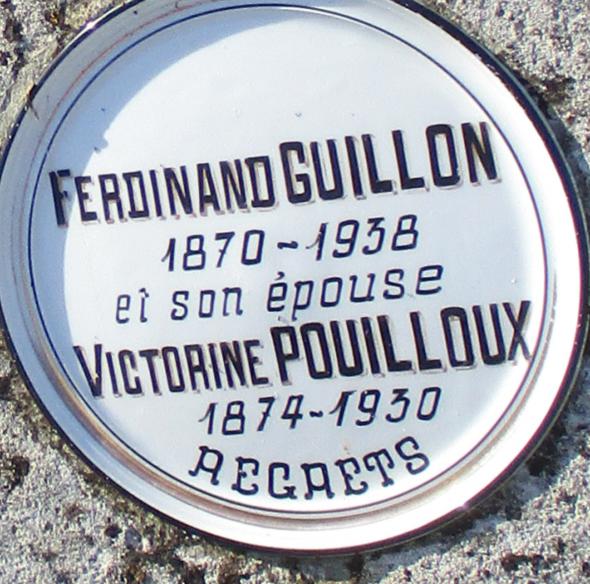 FERDINAND GUILLON
1870~1938
et son épouse
VICTORINE POUILLOUX
1874-1930
REGRETS